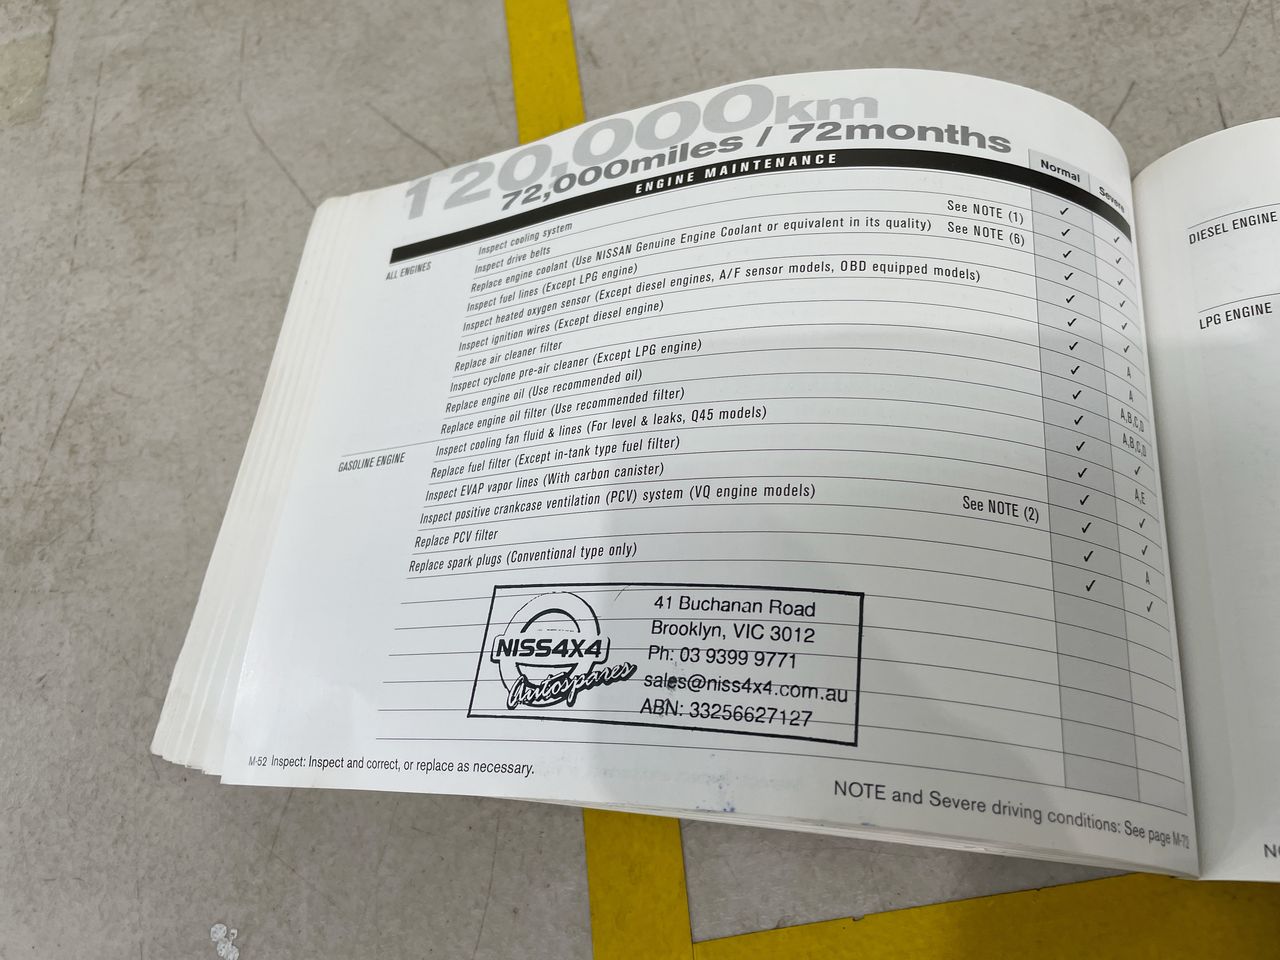 120,000km
72,000miles / 72months
ENGINE MAINTENANCE
Normal Severe
ALL ENGINES
Inspect cooling system ✓ ✓
Inspect drive belts See NOTE (1) ✓ ✓
Replace engine coolant (Use NISSAN Genuine Engine Coolant or equivalent in its quality) See NOTE (6) ✓ ✓
Inspect fuel lines (Except LPG engine) ✓ ✓
Inspect heated oxygen sensor (Except diesel engines, A/F sensor models, OBD equipped models) ✓ ✓
Inspect ignition wires (Except diesel engine) ✓ ✓
Replace air cleaner filter ✓ A
Inspect cyclone pre-air cleaner (Except LPG engine) ✓ A
Replace engine oil (Use recommended oil) ✓ A,B,C,D
Replace engine oil filter (Use recommended filter) ✓ A,B,C,D
GASOLINE ENGINE
Inspect cooling fan fluid & lines (For level & leaks, Q45 models) ✓ ✓
Replace fuel filter (Except in-tank type fuel filter) ✓ A,E
Inspect EVAP vapor lines (With carbon canister) ✓ ✓
Inspect positive crankcase ventilation (PCV) system (VQ engine models) See NOTE (2) ✓ ✓
Replace PCV filter ✓ A
Replace spark plugs (Conventional type only) ✓ ✓
NISS4X4
Autospares
41 Buchanan Road
Brooklyn, VIC 3012
Ph: 03 9399 9771
sales@niss4x4.com.au
ABN: 33256627127
M-52 Inspect: Inspect and correct, or replace as necessary.
NOTE and Severe driving conditions: See page M-72
DIESEL ENGINE
LPG ENGINE